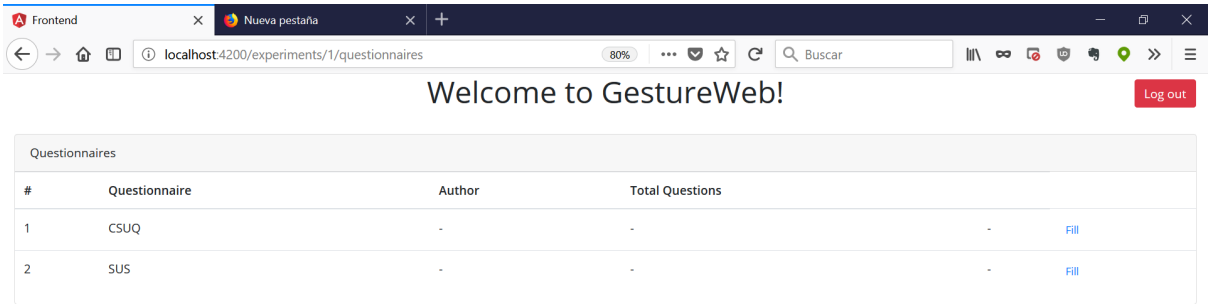 Frontend Nueva pestaña
localhost:4200/experiments/1/questionnaires 80% Buscar
Welcome to GestureWeb! Log out
Questionnaires
# Questionnaire Author Total Questions
1 CSUQ - - - Fill
2 SUS - - - Fill